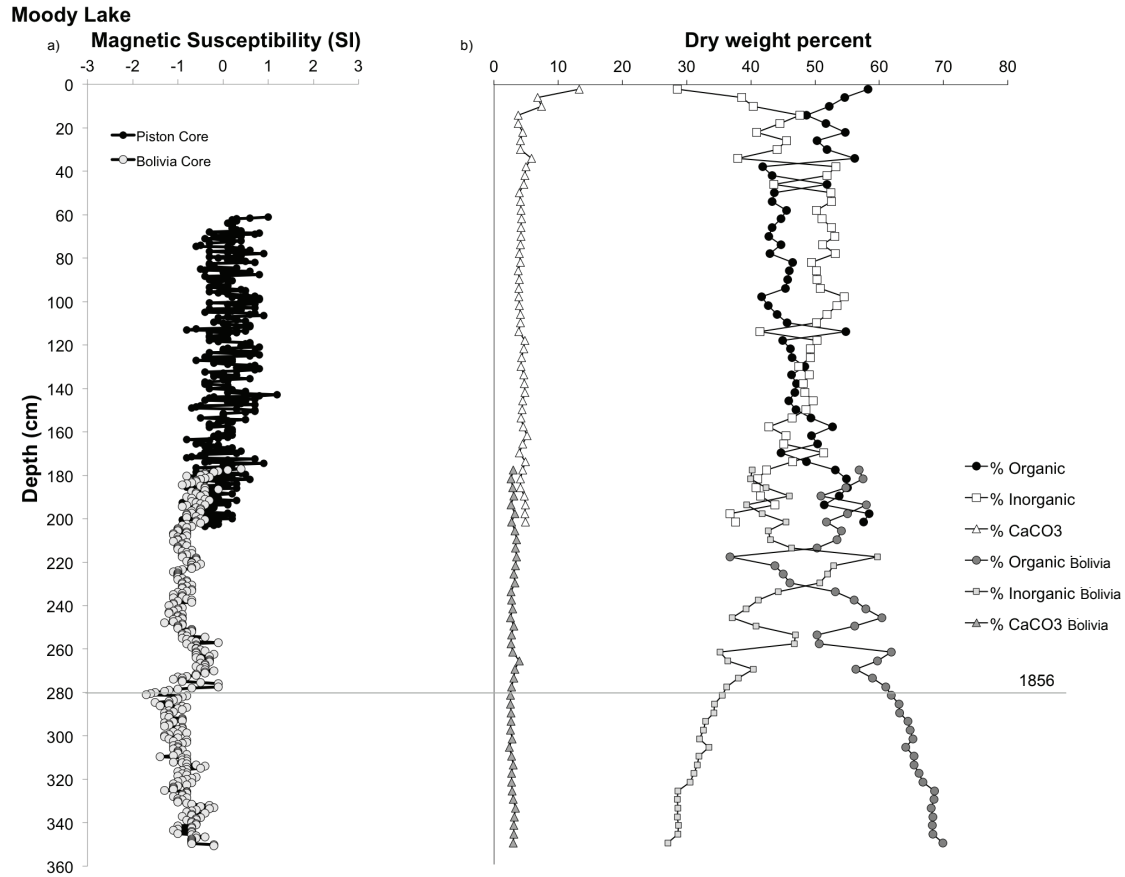 Moody Lake
a) Magnetic Susceptibility (SI)
b) Dry weight percent
-3 -2 -1 0 1 2 3
0 10 20 30 40 50 60 70 80
Depth (cm)
0
20
40
60
80
100
120
140
160
180
200
220
240
260
280
300
320
340
360
Piston Core
Bolivia Core
% Organic
% Inorganic
% CaCO3
% Organic Bolivia
% Inorganic Bolivia
% CaCO3 Bolivia
1856